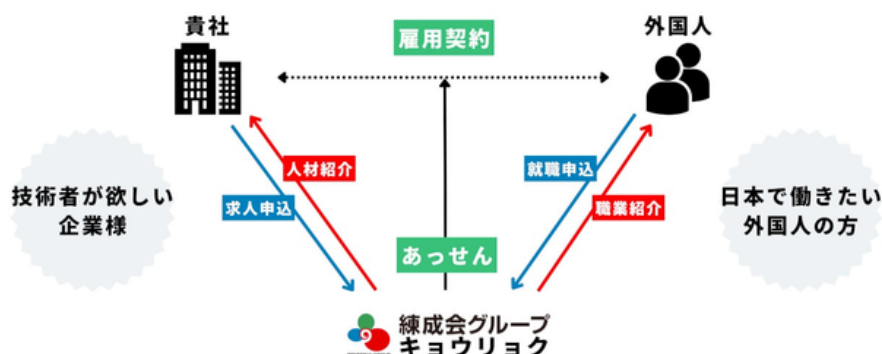 貴社
雇用契約
外国人
人材紹介
就職申込
求人申込
職業紹介
技術者が欲しい
企業様
日本で働きたい
外国人の方
あっせん
練成会グループ
キョウリョク